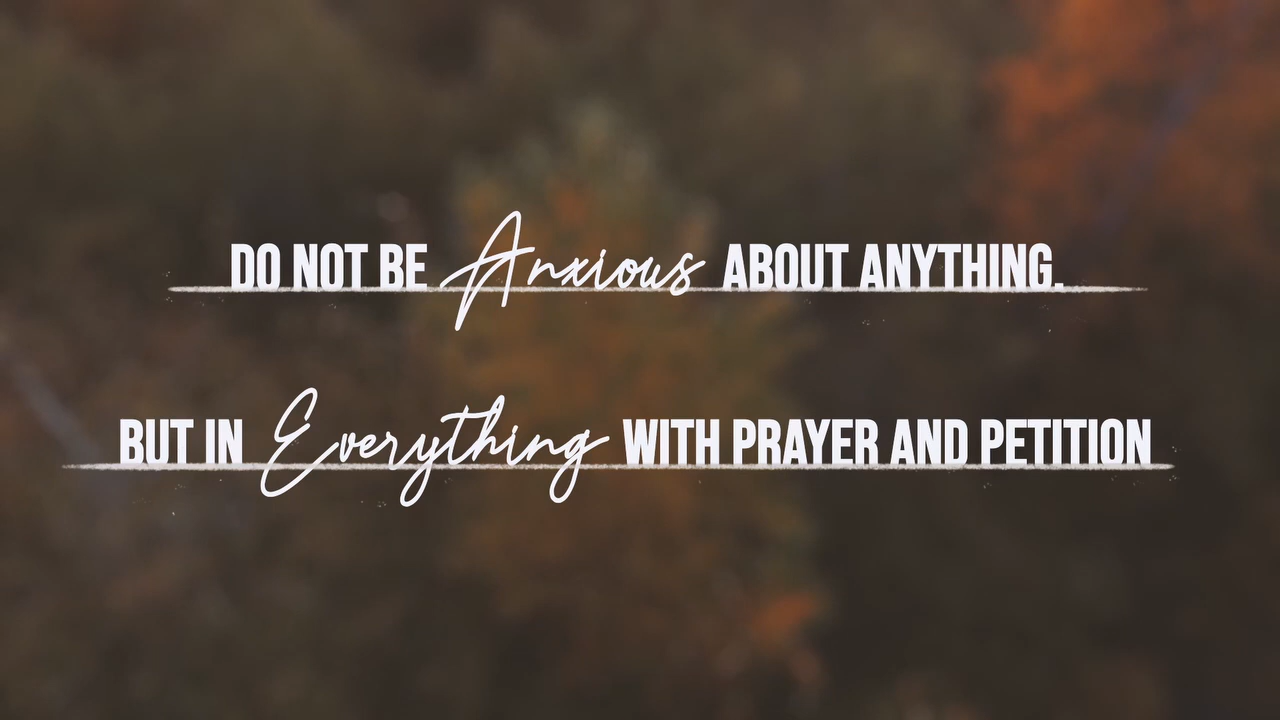 DO NOT BE Anxious ABOUT ANYTHING.
BUT IN Everything WITH PRAYER AND PETITION